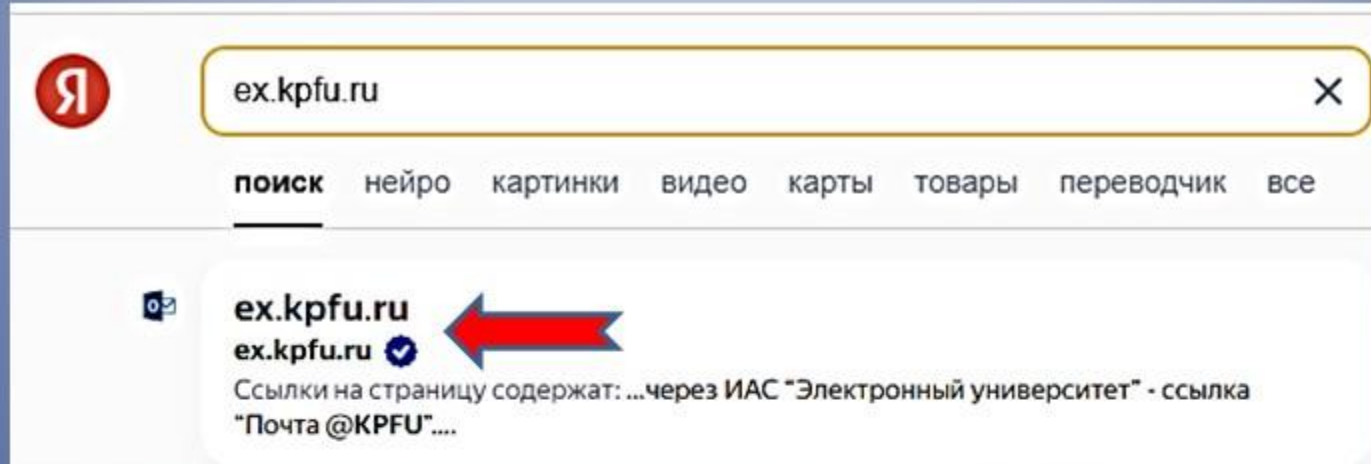 Я
ex.kpfu.ru
поиск нейро картинки видео карты товары переводчик все
ex.kpfu.ru
ex.kpfu.ru
Ссылки на страницу содержат: ...через ИАС "Электронный университет" - ссылка
"Почта @KPFU"....